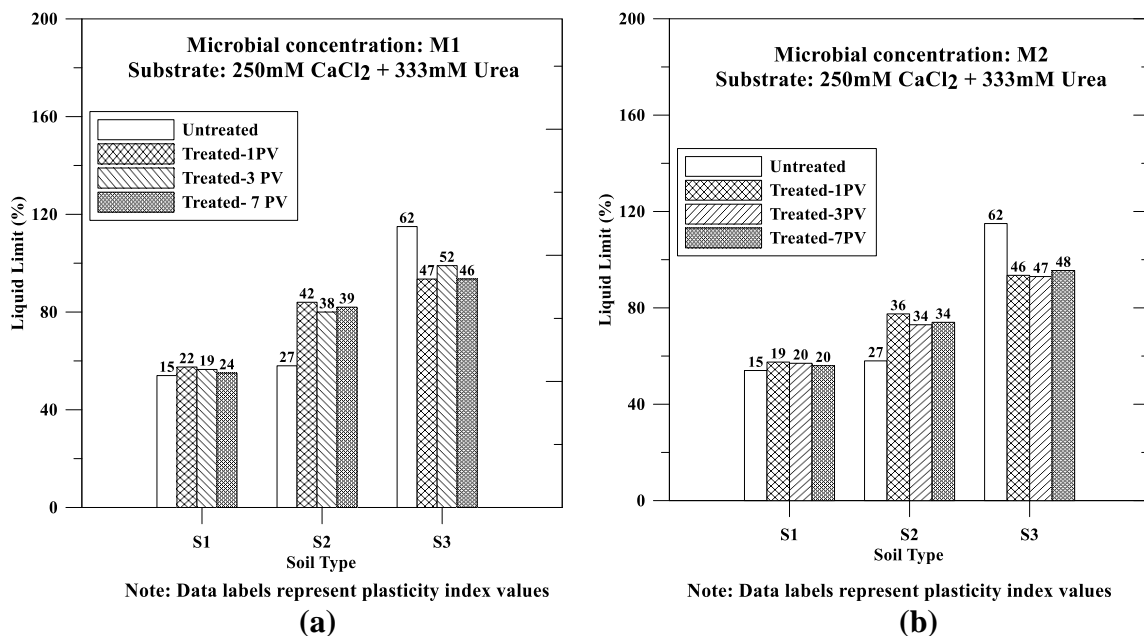 200
160
120
80
40
0
Liquid Limit (%)
Microbial concentration: M1
Substrate: 250mM CaCl2 + 333mM Urea
Untreated
Treated-1PV
Treated-3 PV
Treated- 7 PV
15 22 19 24
27 42 38 39
62 47 52 46
S1 S2 S3
Soil Type
Note: Data labels represent plasticity index values
(a)
200
160
120
80
40
0
Liquid Limit (%)
Microbial concentration: M2
Substrate: 250mM CaCl2 + 333mM Urea
Untreated
Treated-1PV
Treated-3PV
Treated-7PV
15 19 20 20
27 36 34 34
62 46 47 48
S1 S2 S3
Soil Type
Note: Data labels represent plasticity index values
(b)